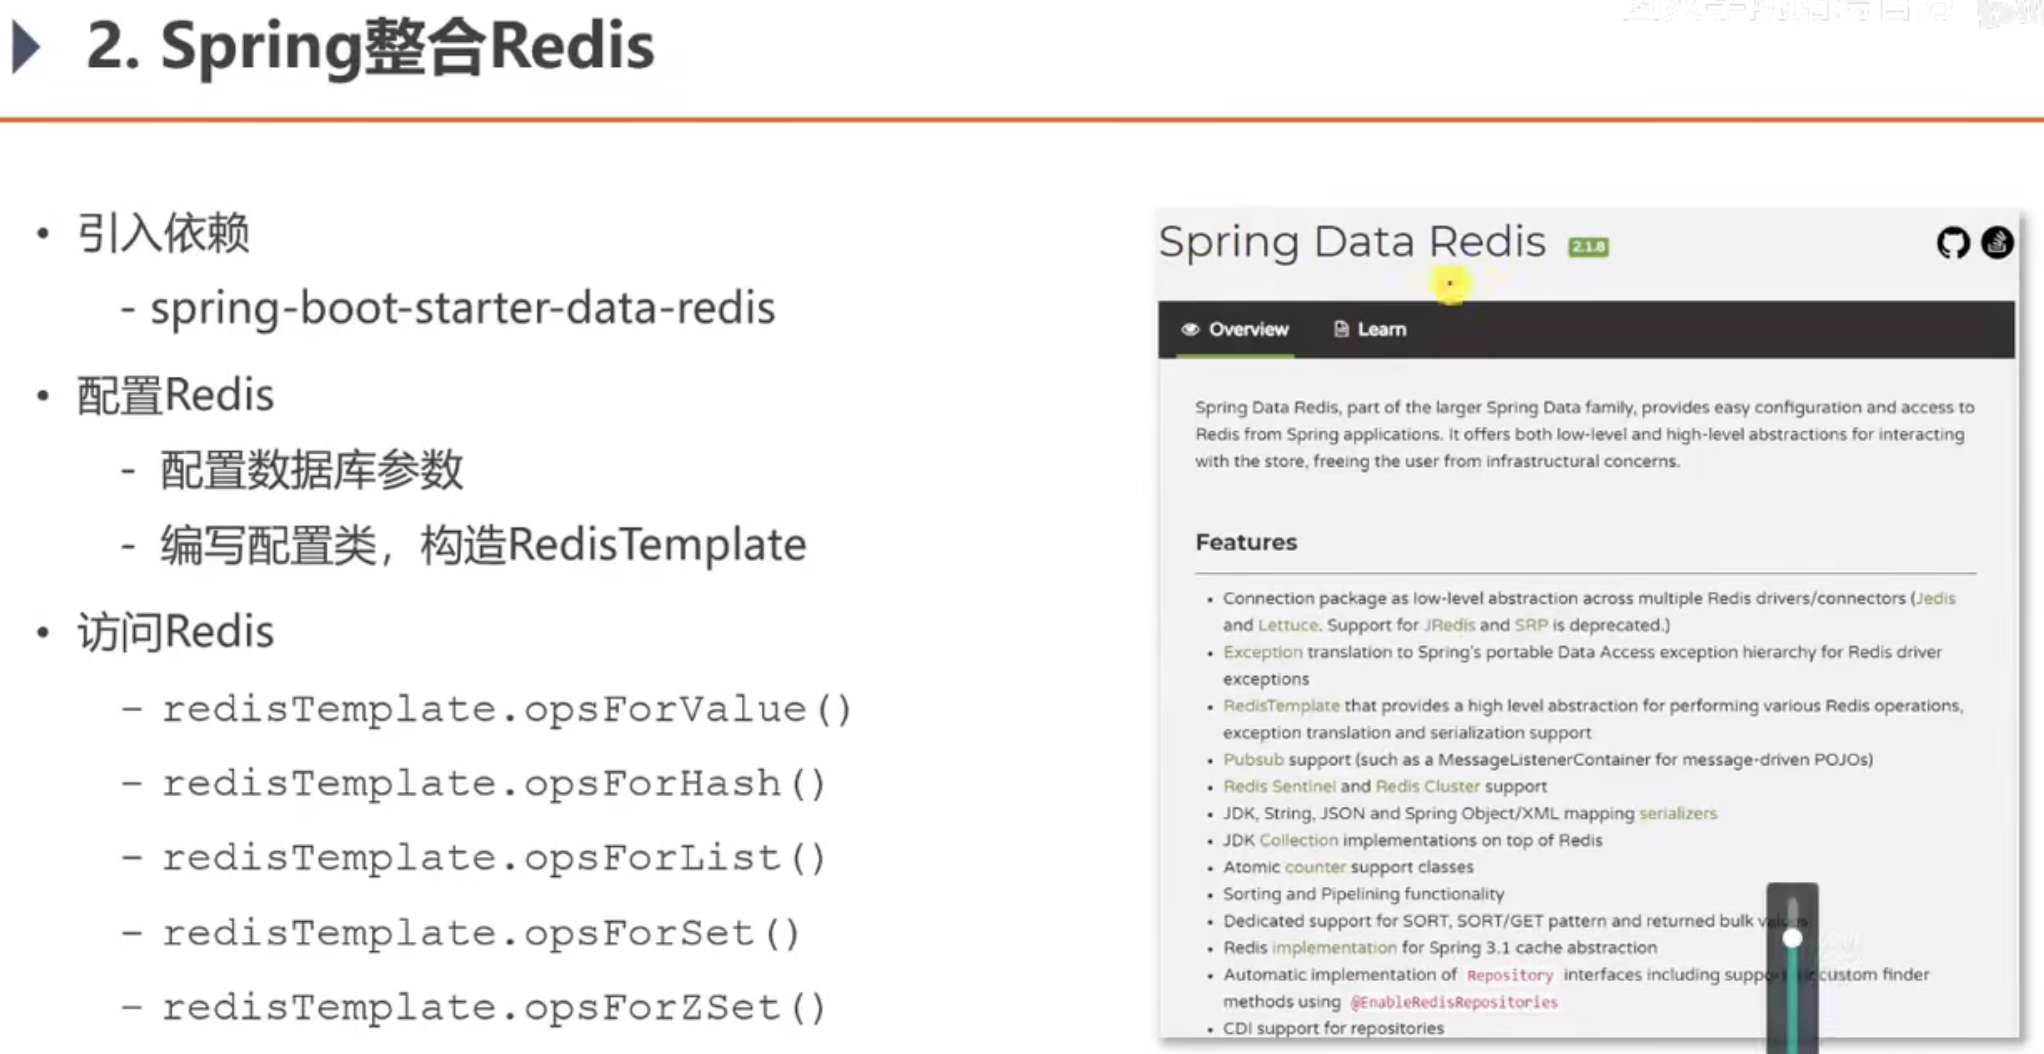 2. Spring整合Redis
• 引入依赖
- spring-boot-starter-data-redis
• 配置Redis
- 配置数据库参数
- 编写配置类，构造RedisTemplate
• 访问Redis
- redisTemplate.opsForValue()
- redisTemplate.opsForHash()
- redisTemplate.opsForList()
- redisTemplate.opsForSet()
- redisTemplate.opsForZSet()
Spring Data Redis 2.1.8
Overview Learn
Spring Data Redis, part of the larger Spring Data family, provides easy configuration and access to
Redis from Spring applications. It offers both low-level and high-level abstractions for interacting
with the store, freeing the user from infrastructural concerns.
Features
• Connection package as low-level abstraction across multiple Redis drivers/connectors (Jedis
and Lettuce. Support for JRedis and SRP is deprecated.)
• Exception translation to Spring's portable Data Access exception hierarchy for Redis driver
exceptions
• RedisTemplate that provides a high level abstraction for performing various Redis operations,
exception translation and serialization support
• Pubsub support (such as a MessageListenerContainer for message-driven POJOs)
• Redis Sentinel and Redis Cluster support
• JDK, String, JSON and Spring Object/XML mapping serializers
• JDK Collection implementations on top of Redis
• Atomic counter support classes
• Sorting and Pipelining functionality
• Dedicated support for SORT, SORT/GET pattern and returned bulk values
• Redis implementation for Spring 3.1 cache abstraction
• Automatic implementation of Repository interfaces including custom finder
methods using @EnableRedisRepositories
• CDI support for repositories